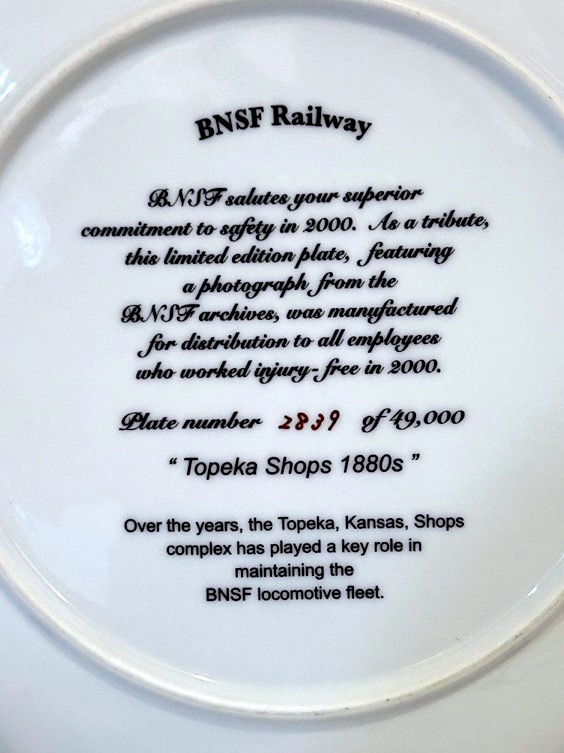 BNSF Railway
BNSF salutes your superior
commitment to safety in 2000. As a tribute,
this limited edition plate, featuring
a photograph from the
BNSF archives, was manufactured
for distribution to all employees
who worked injury-free in 2000.
Plate number 2839 of 49,000
“ Topeka Shops 1880s ”
Over the years, the Topeka, Kansas, Shops
complex has played a key role in
maintaining the
BNSF locomotive fleet.